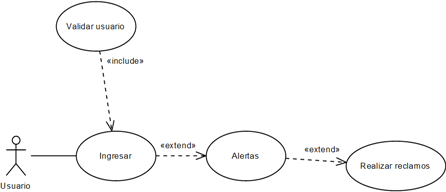 Validar usuario
«include»
«extend»
«extend»
Ingresar
Alertas
Realizar reclamos
Usuario